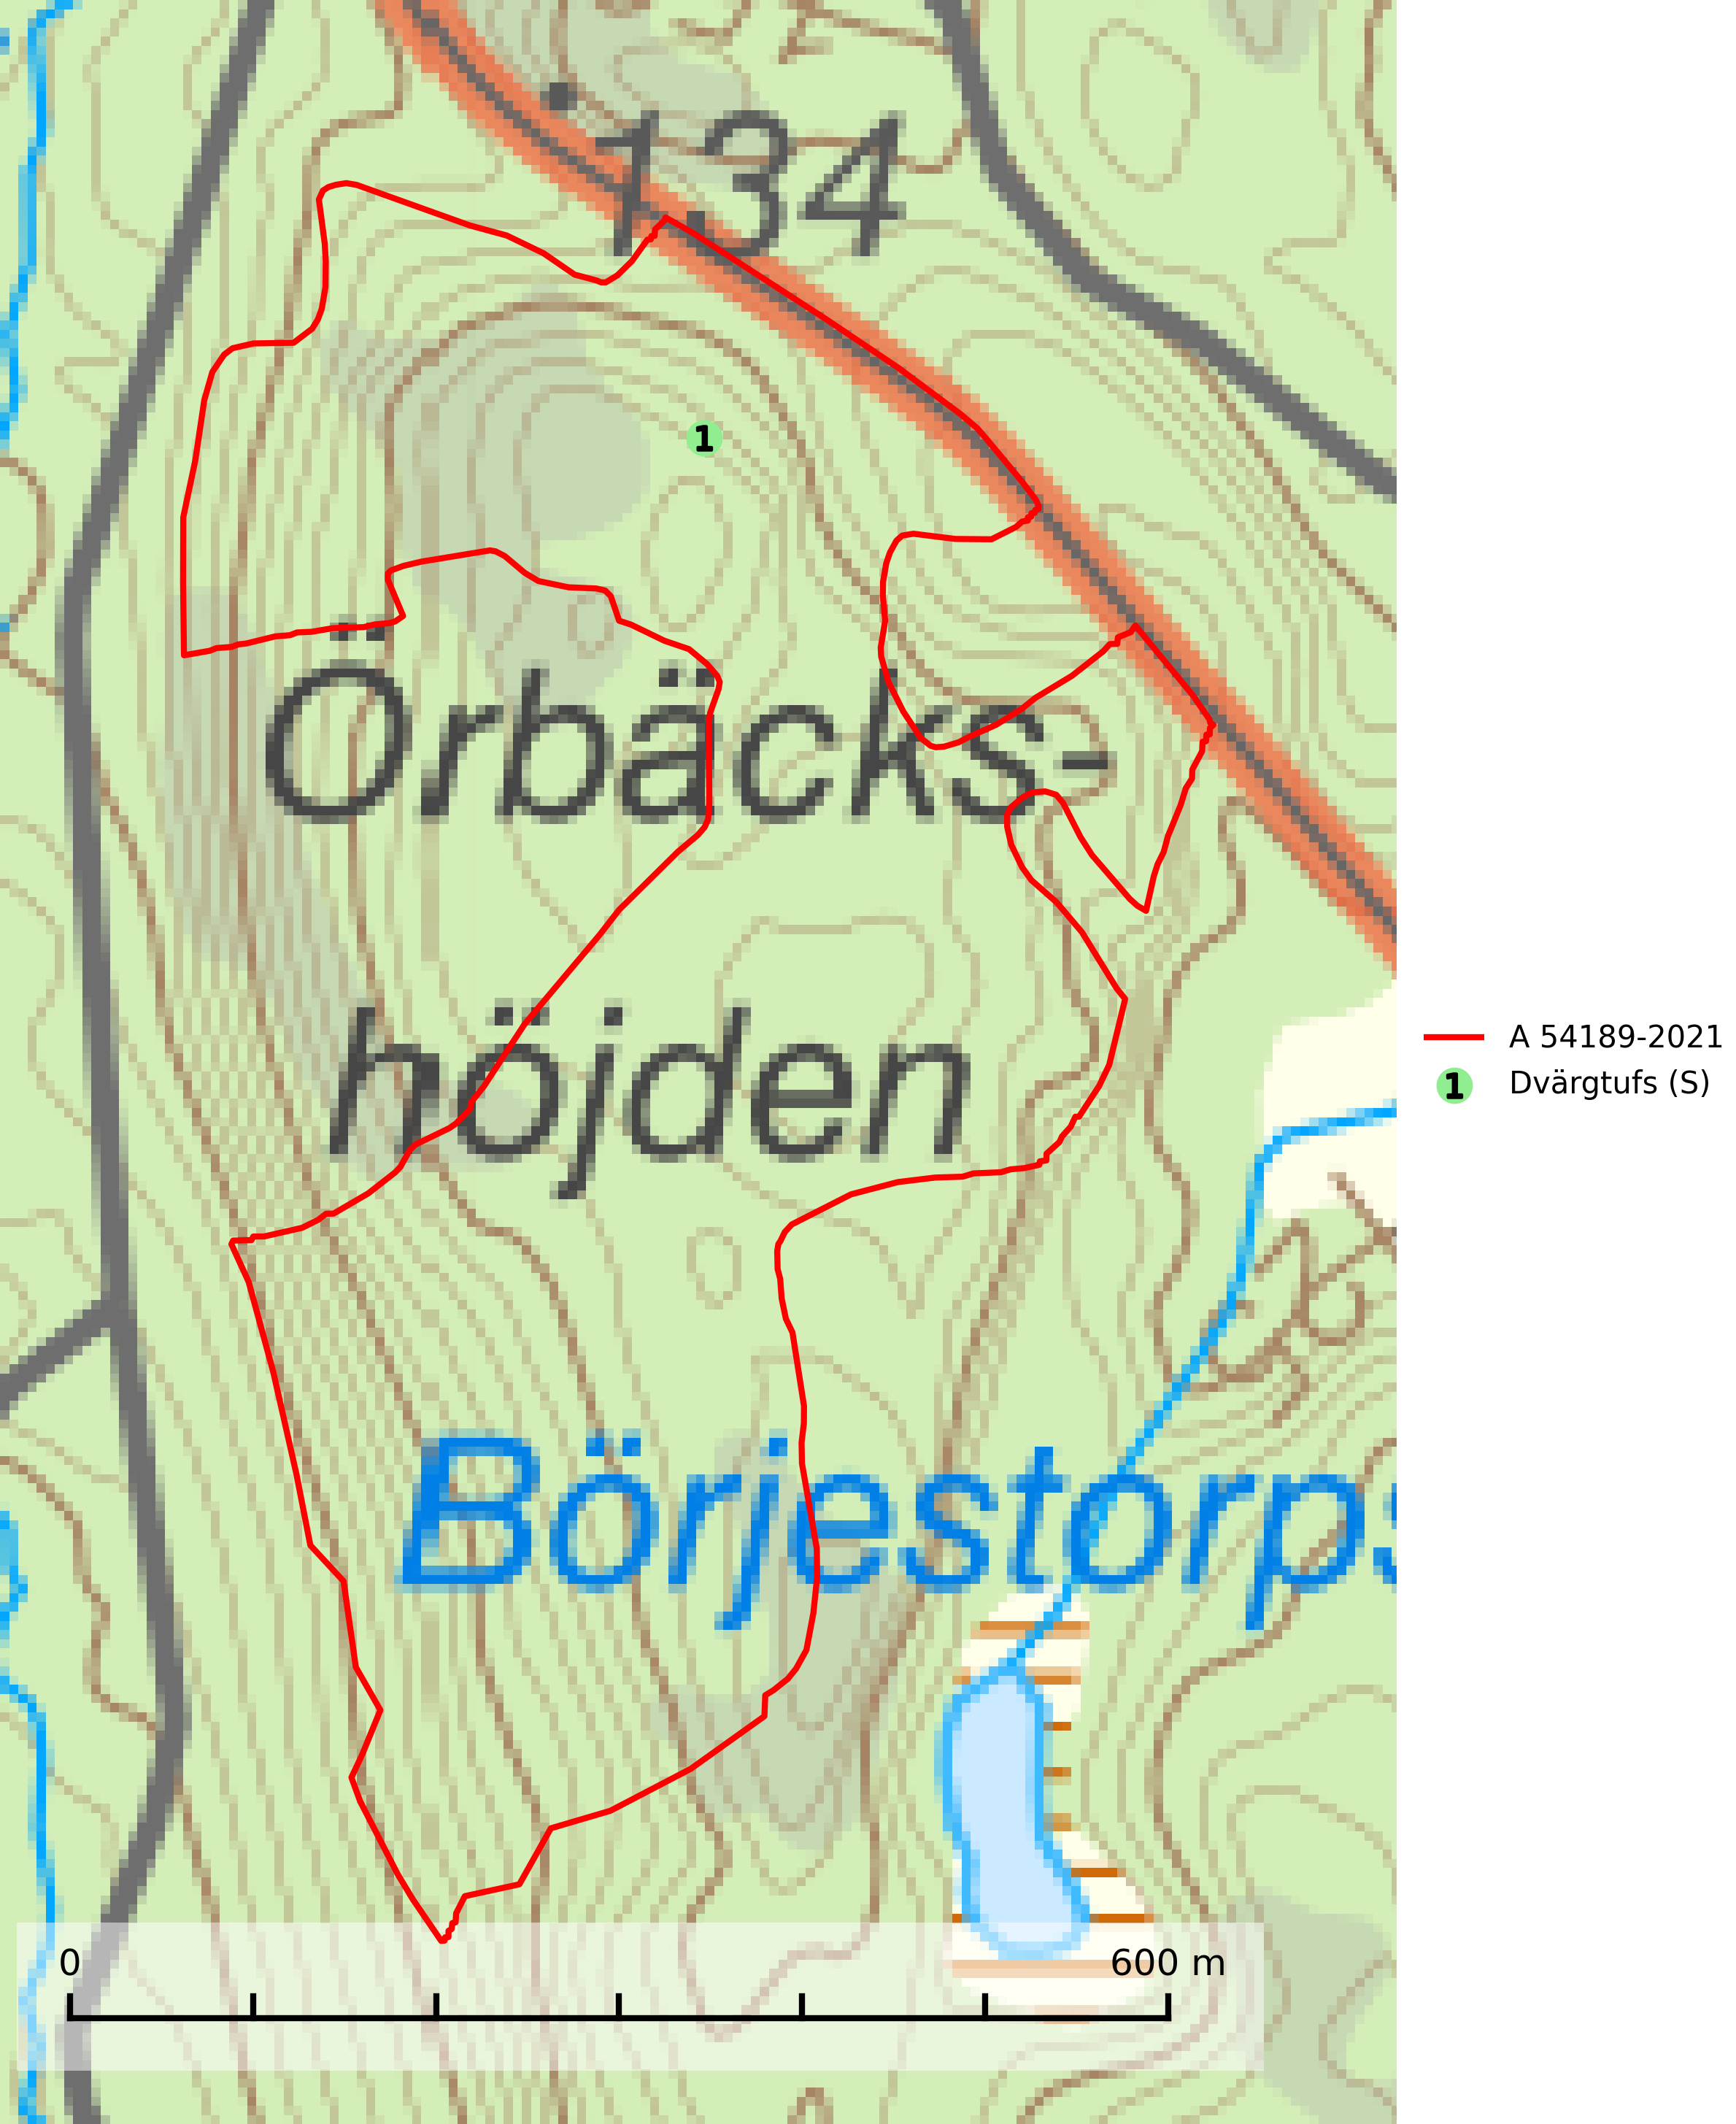 134
1
Örbäcks-
höjden
Börjestorps
0
600 m
A 54189-2021
1
Dvärgtufs (S)